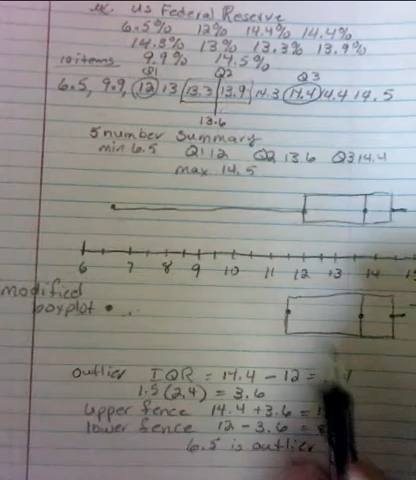 US Federal Reserve
6.5% 12% 14.4% 14.4%
14.3% 13% 13.3% 13.9%
10 items 9.9% 14.5%
Q1 Q2 Q3
6.5, 9.9, 12 13 13.3 13.9 14.3 14.4 14.4 14.5
13.6
5 number Summary
min 6.5 Q1 12 Q2 13.6 Q3 14.4
max 14.5
6 7 8 9 10 11 12 13 14 15
modified
boxplot
outlier IQR = 14.4 - 12 =
1.5(2.4) = 3.6
upper fence 14.4 + 3.6 =
lower fence 12 - 3.6 =
6.5 is outlier